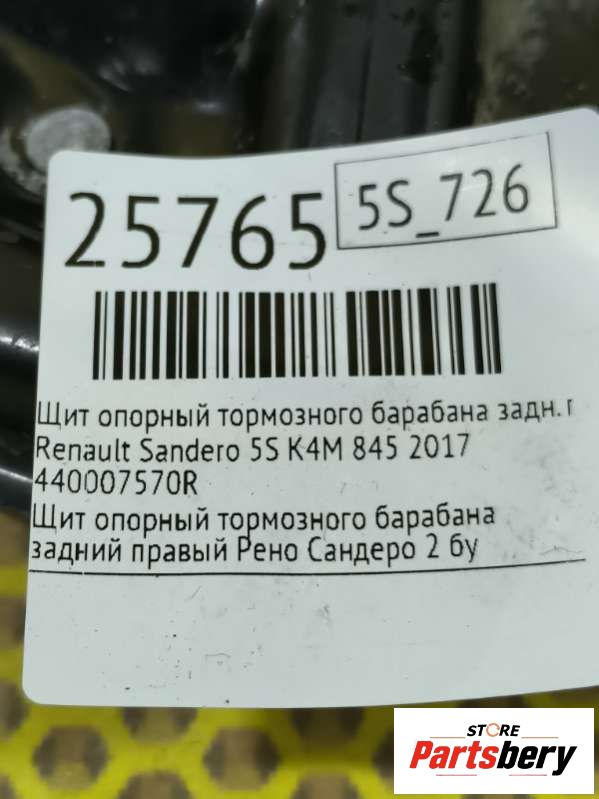 25765
5S_726
Щит опорный тормозного барабана задн. г
Renault Sandero 5S K4M 845 2017
440007570R
Щит опорный тормозного барабана
задний правый Рено Сандеро 2 бу
STORE
Partsbery